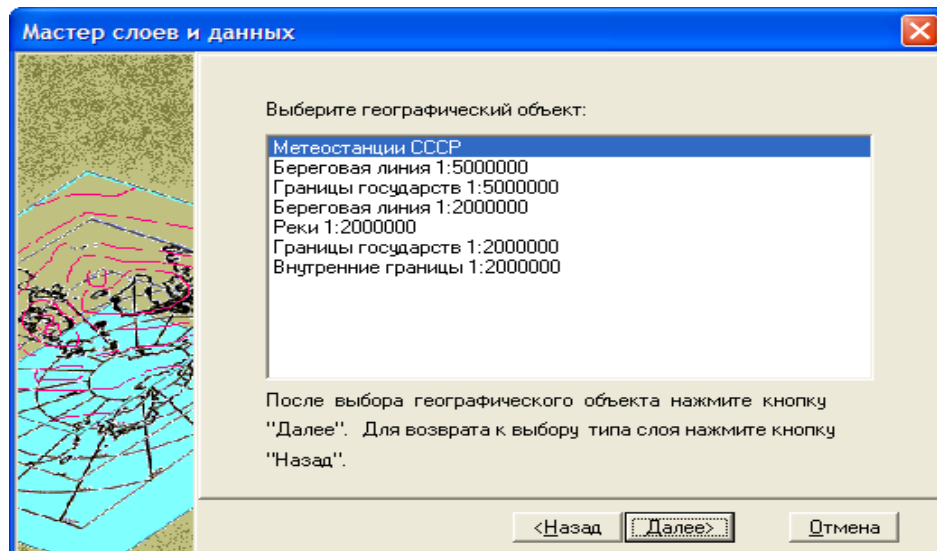 Мастер слоев и данных
Выберите географический объект:
Метеостанции СССР
Береговая линия 1:5000000
Границы государств 1:5000000
Береговая линия 1:2000000
Реки 1:2000000
Границы государств 1:2000000
Внутренние границы 1:2000000
После выбора географического объекта нажмите кнопку
"Далее". Для возврата к выбору типа слоя нажмите кнопку
"Назад".
<Назад Далее> Отмена